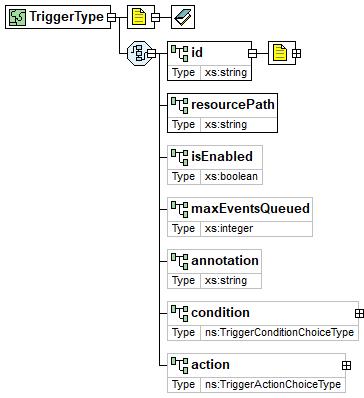 TriggerType
id
Type xs:string
resourcePath
Type xs:string
isEnabled
Type xs:boolean
maxEventsQueued
Type xs:integer
annotation
Type xs:string
condition
Type ns:TriggerConditionChoiceType
action
Type ns:TriggerActionChoiceType